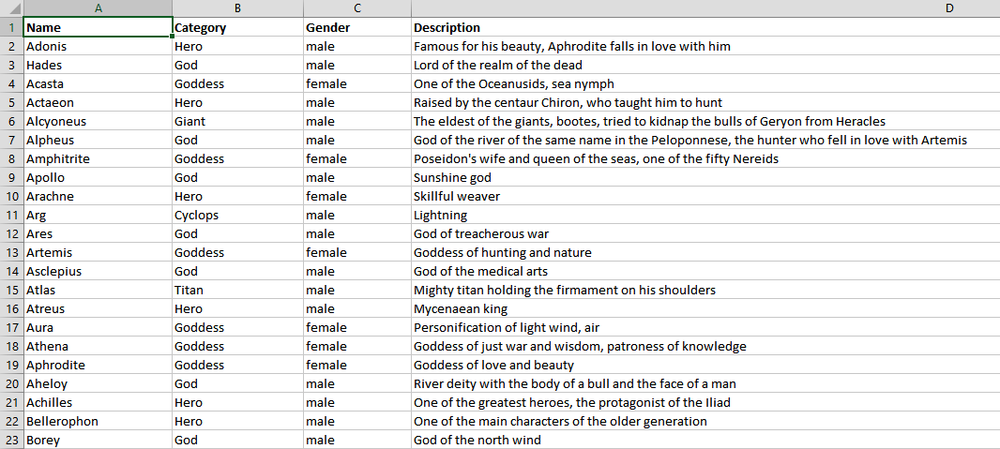 A B C D
1 Name Category Gender Description
2 Adonis Hero male Famous for his beauty, Aphrodite falls in love with him
3 Hades God male Lord of the realm of the dead
4 Acasta Goddess female One of the Oceanusids, sea nymph
5 Actaeon Hero male Raised by the centaur Chiron, who taught him to hunt
6 Alcyoneus Giant male The eldest of the giants, bootes, tried to kidnap the bulls of Geryon from Heracles
7 Alpheus God male God of the river of the same name in the Peloponnese, the hunter who fell in love with Artemis
8 Amphitrite Goddess female Poseidon's wife and queen of the seas, one of the fifty Nereids
9 Apollo God male Sunshine god
10 Arachne Hero female Skillful weaver
11 Arg Cyclops male Lightning
12 Ares God male God of treacherous war
13 Artemis Goddess female Goddess of hunting and nature
14 Asclepius God male God of the medical arts
15 Atlas Titan male Mighty titan holding the firmament on his shoulders
16 Atreus Hero male Mycenaean king
17 Aura Goddess female Personification of light wind, air
18 Athena Goddess female Goddess of just war and wisdom, patroness of knowledge
19 Aphrodite Goddess female Goddess of love and beauty
20 Aheloy God male River deity with the body of a bull and the face of a man
21 Achilles Hero male One of the greatest heroes, the protagonist of the Iliad
22 Bellerophon Hero male One of the main characters of the older generation
23 Borey God male God of the north wind